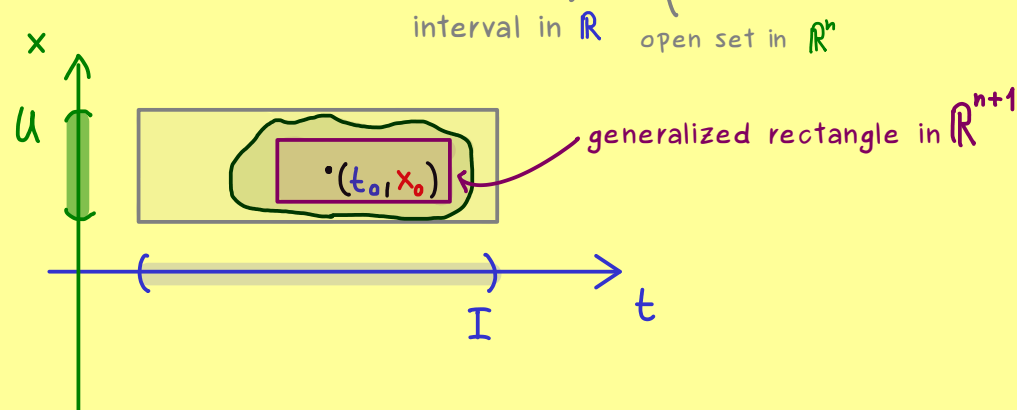 interval in ℝ
open set in ℝⁿ
x
U
generalized rectangle in ℝⁿ⁺¹
(t₀, x₀)
I
t